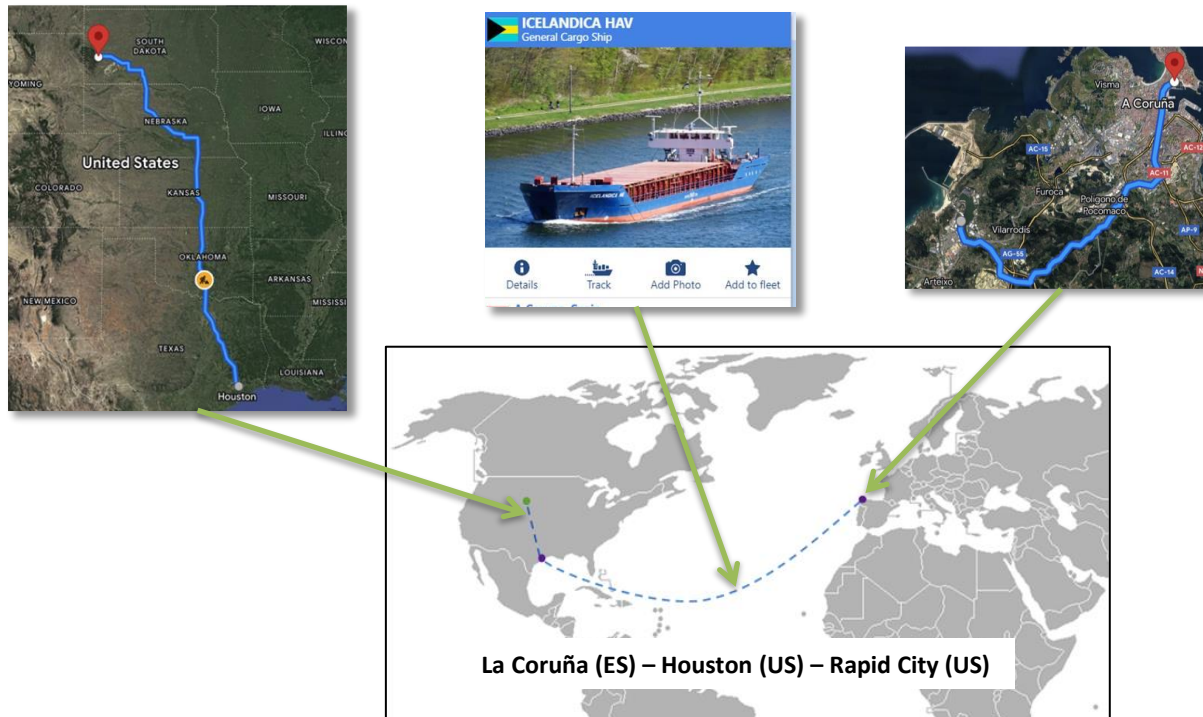 SOUTH
DAKOTA
WISCON
YOMING
IOWA
NEBRASKA
ILLIN
United States
COLORADO
KANSAS
MISSOURI
OKLAHOMA
ARKANSAS
NEW MEXICO
MISSISSI
TEXAS
LOUISIANA
Houston
ICELANDICA HAV
General Cargo Ship
Details
Track
Add Photo
Add to fleet
Visma
A Coruña
AC-15
AC-12
AC-11
Furoca
Polígono de
Pocomaco
Vilarrodís
AP-9
AG-55
AC-14
Arteixo
La Coruña (ES) – Houston (US) – Rapid City (US)